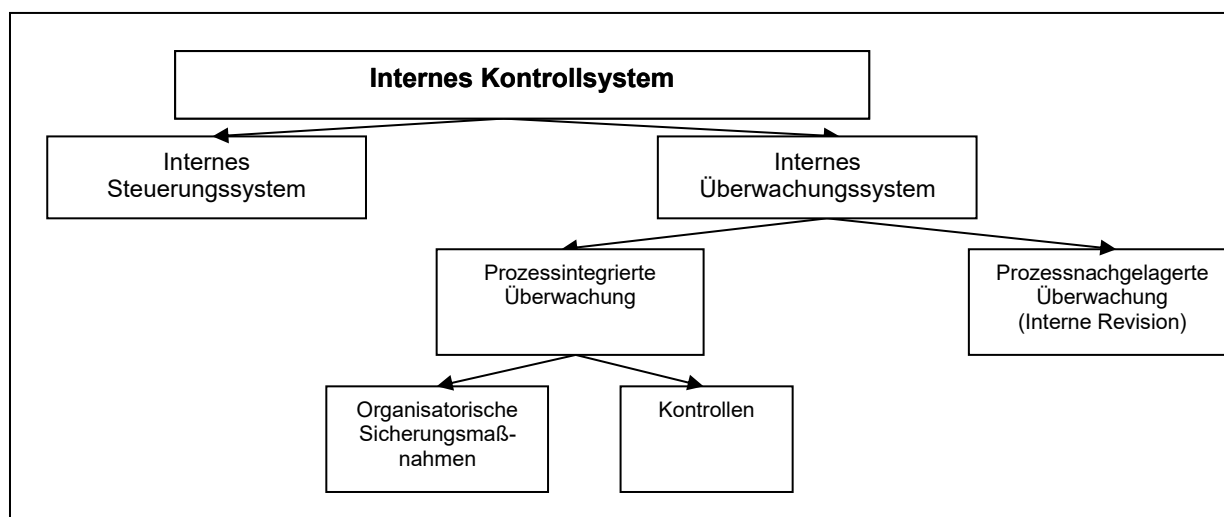 Internes Kontrollsystem
Internes
Steuerungssystem
Internes
Überwachungssystem
Prozessintegrierte
Überwachung
Prozessnachgelagerte
Überwachung
(Interne Revision)
Organisatorische
Sicherungsmaß-
nahmen
Kontrollen